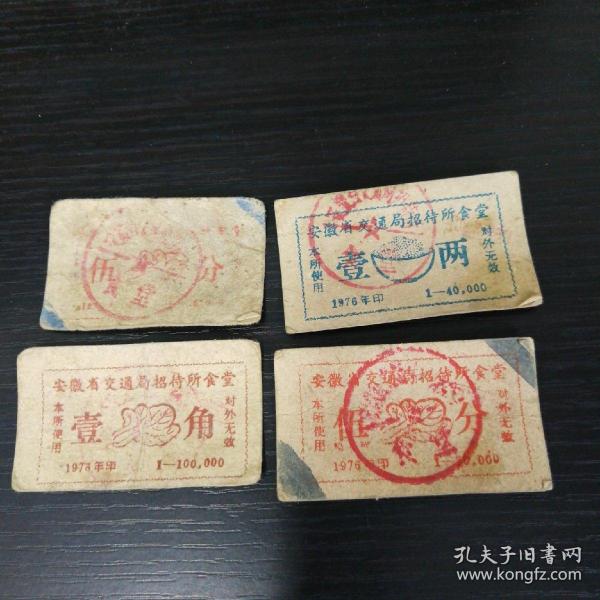 伍 分
安徽省交通局招待所食堂
本所使用
壹 两
对外无效
1976年印
1—40,000
安徽省交通局招待所食堂
本所使用
壹 角
对外无效
1976年印
1—100,000
安徽省交通局招待所食堂
本所使用
伍 分
对外无效
1976年印
孔夫子旧书网
www.kongfz.com